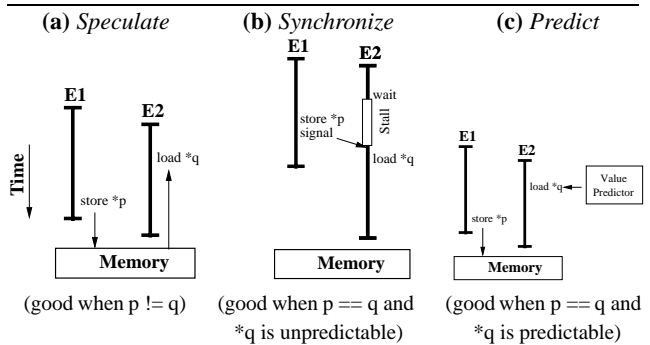 (a) Speculate
E1
E2
Time
load *q
store *p
Memory
(good when p != q)
(b) Synchronize
E1
E2
wait
Stall
store *p
signal
load *q
Memory
(good when p == q and
*q is unpredictable)
(c) Predict
E1
E2
load *q
Value
Predictor
store *p
Memory
(good when p == q and
*q is predictable)